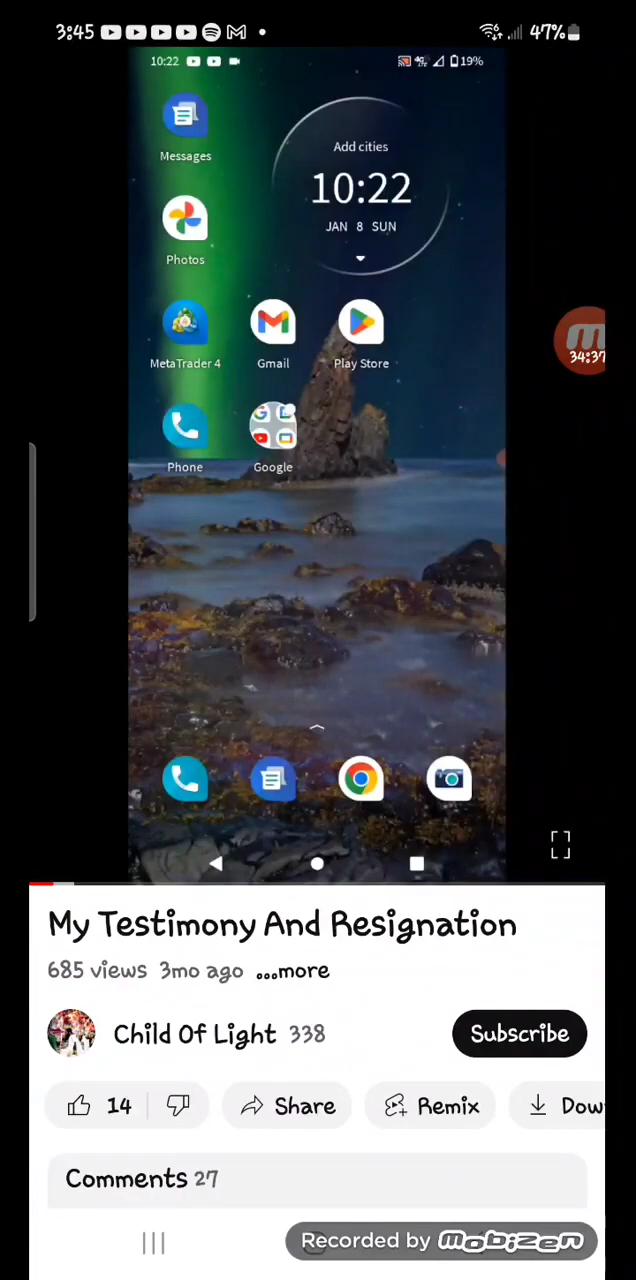 3:45 47%
10:22 19%
Messages
Add cities
10:22
JAN 8 SUN
Photos
MetaTrader 4 Gmail Play Store
34:37
Phone Google
My Testimony And Resignation
685 views 3mo ago ...more
Child Of Light 338 Subscribe
14 Share Remix Dow
Comments 27
Recorded by mobizen